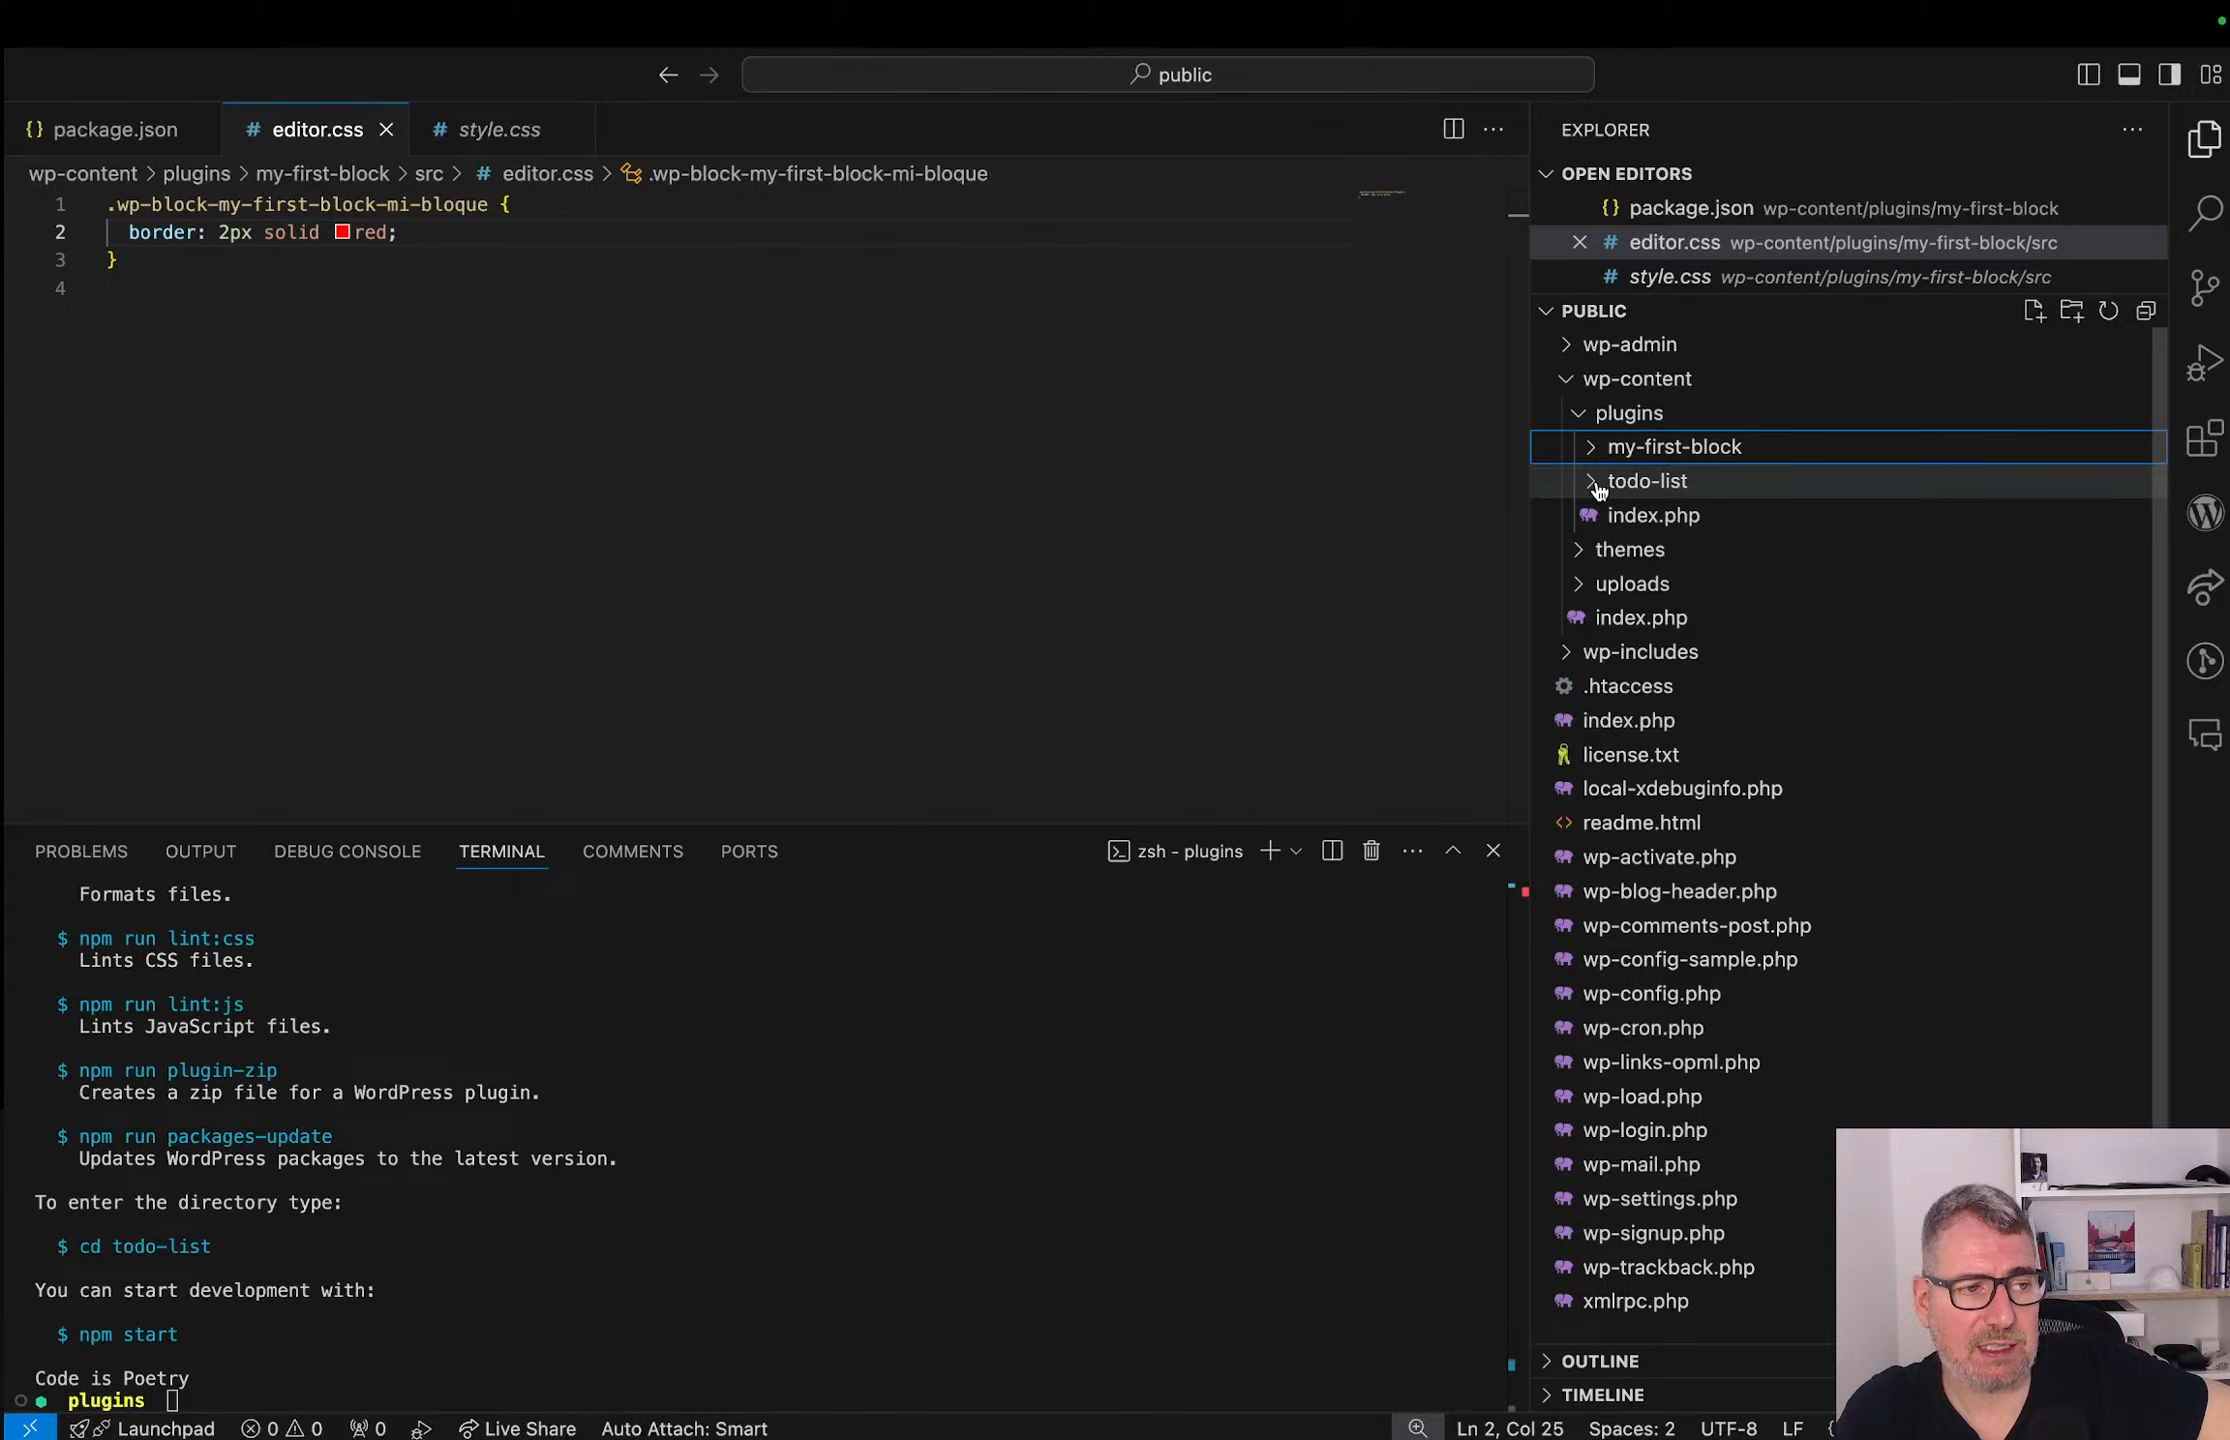 public
package.json
editor.css
style.css
wp-content > plugins > my-first-block > src > # editor.css > .wp-block-my-first-block-mi-bloque
1 .wp-block-my-first-block-mi-bloque {
2 border: 2px solid red;
3 }
4
EXPLORER
OPEN EDITORS
package.json wp-content/plugins/my-first-block
editor.css wp-content/plugins/my-first-block/src
style.css wp-content/plugins/my-first-block/src
PUBLIC
wp-admin
wp-content
plugins
my-first-block
todo-list
index.php
themes
uploads
index.php
wp-includes
.htaccess
index.php
license.txt
local-xdebuginfo.php
readme.html
wp-activate.php
wp-blog-header.php
wp-comments-post.php
wp-config-sample.php
wp-config.php
wp-cron.php
wp-links-opml.php
wp-load.php
wp-login.php
wp-mail.php
wp-settings.php
wp-signup.php
wp-trackback.php
xmlrpc.php
OUTLINE
TIMELINE
PROBLEMS OUTPUT DEBUG CONSOLE TERMINAL COMMENTS PORTS
zsh - plugins
Formats files.
$ npm run lint:css
Lints CSS files.
$ npm run lint:js
Lints JavaScript files.
$ npm run plugin-zip
Creates a zip file for a WordPress plugin.
$ npm run packages-update
Updates WordPress packages to the latest version.
To enter the directory type:
$ cd todo-list
You can start development with:
$ npm start
Code is Poetry
plugins
Launchpad 0 0 0 Live Share Auto Attach: Smart
Ln 2, Col 25 Spaces: 2 UTF-8 LF {